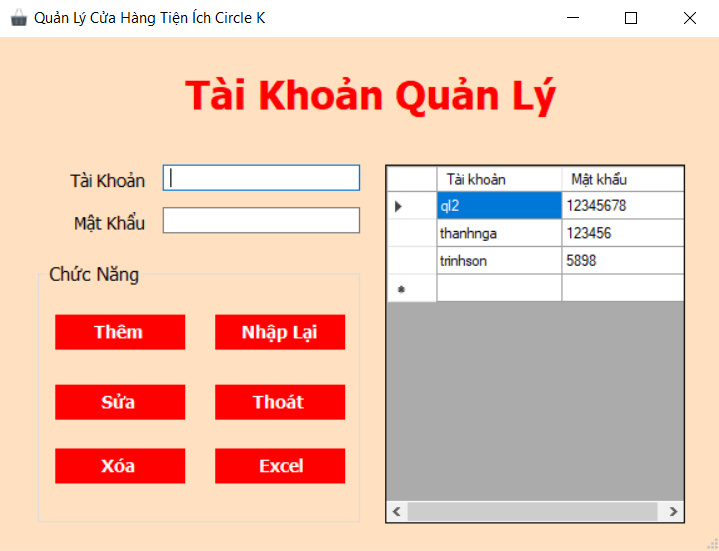 Quản Lý Cửa Hàng Tiện Ích Circle K
Tài Khoản Quản Lý
Tài Khoản
Mật Khẩu
Chức Năng
Thêm Nhập Lại
Sửa Thoát
Xóa Excel
Tài khoản Mật khẩu
ql2 12345678
thanhnga 123456
trinhson 5898